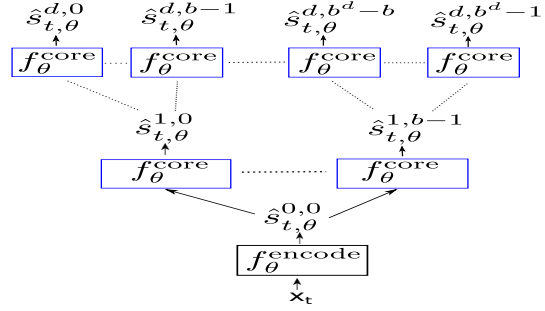 ŝ_{t,θ}^{d,0} ŝ_{t,θ}^{d,b−1} ŝ_{t,θ}^{d,b^d−b} ŝ_{t,θ}^{d,b^d−1}
f_θ^{core} f_θ^{core} f_θ^{core} f_θ^{core}
ŝ_{t,θ}^{1,0} ŝ_{t,θ}^{1,b−1}
f_θ^{core} f_θ^{core}
ŝ_{t,θ}^{0,0}
f_θ^{encode}
x_t